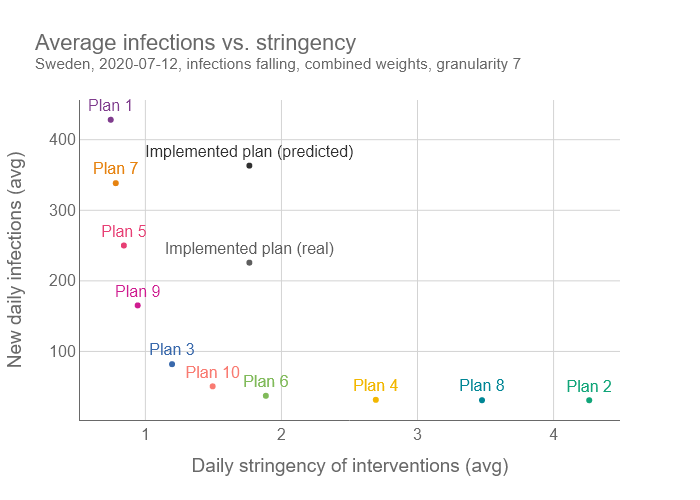 Average infections vs. stringency
Sweden, 2020-07-12, infections falling, combined weights, granularity 7
New daily infections (avg)
400
300
200
100
Plan 1
Implemented plan (predicted)
Plan 7
Plan 5
Implemented plan (real)
Plan 9
Plan 3
Plan 10
Plan 6
Plan 4
Plan 8
Plan 2
1
2
3
4
Daily stringency of interventions (avg)